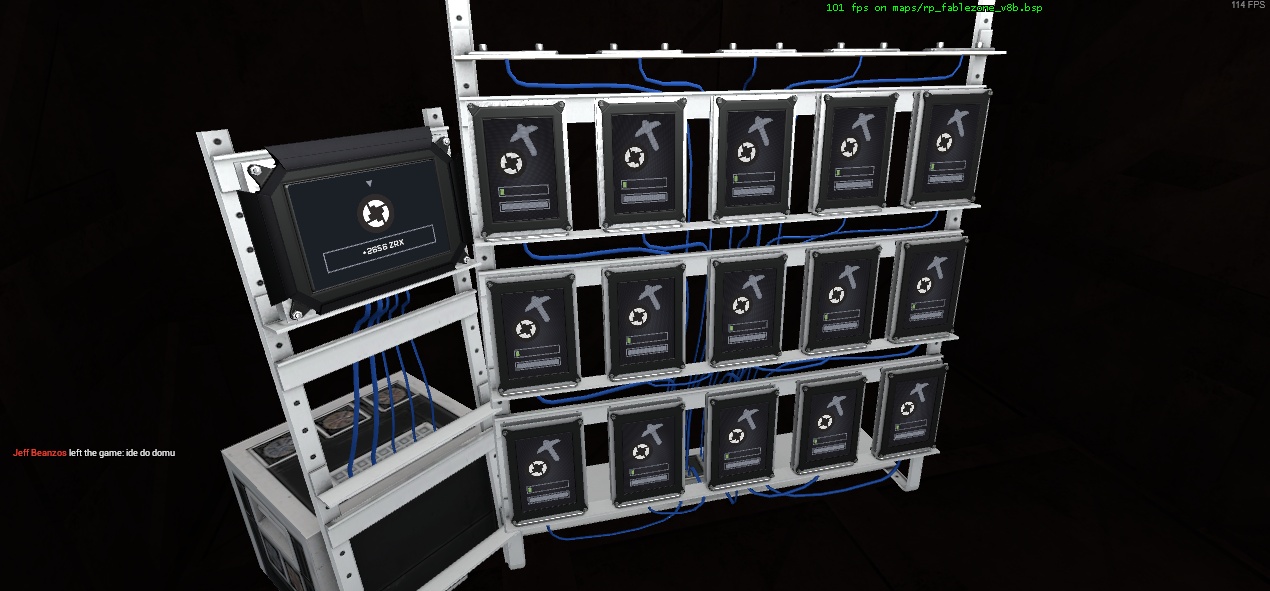 101 fps on maps/rp_fablezone_v8b.bsp
114 FPS
+2656 ZRX
Jeff Beanzos left the game: ide do domu